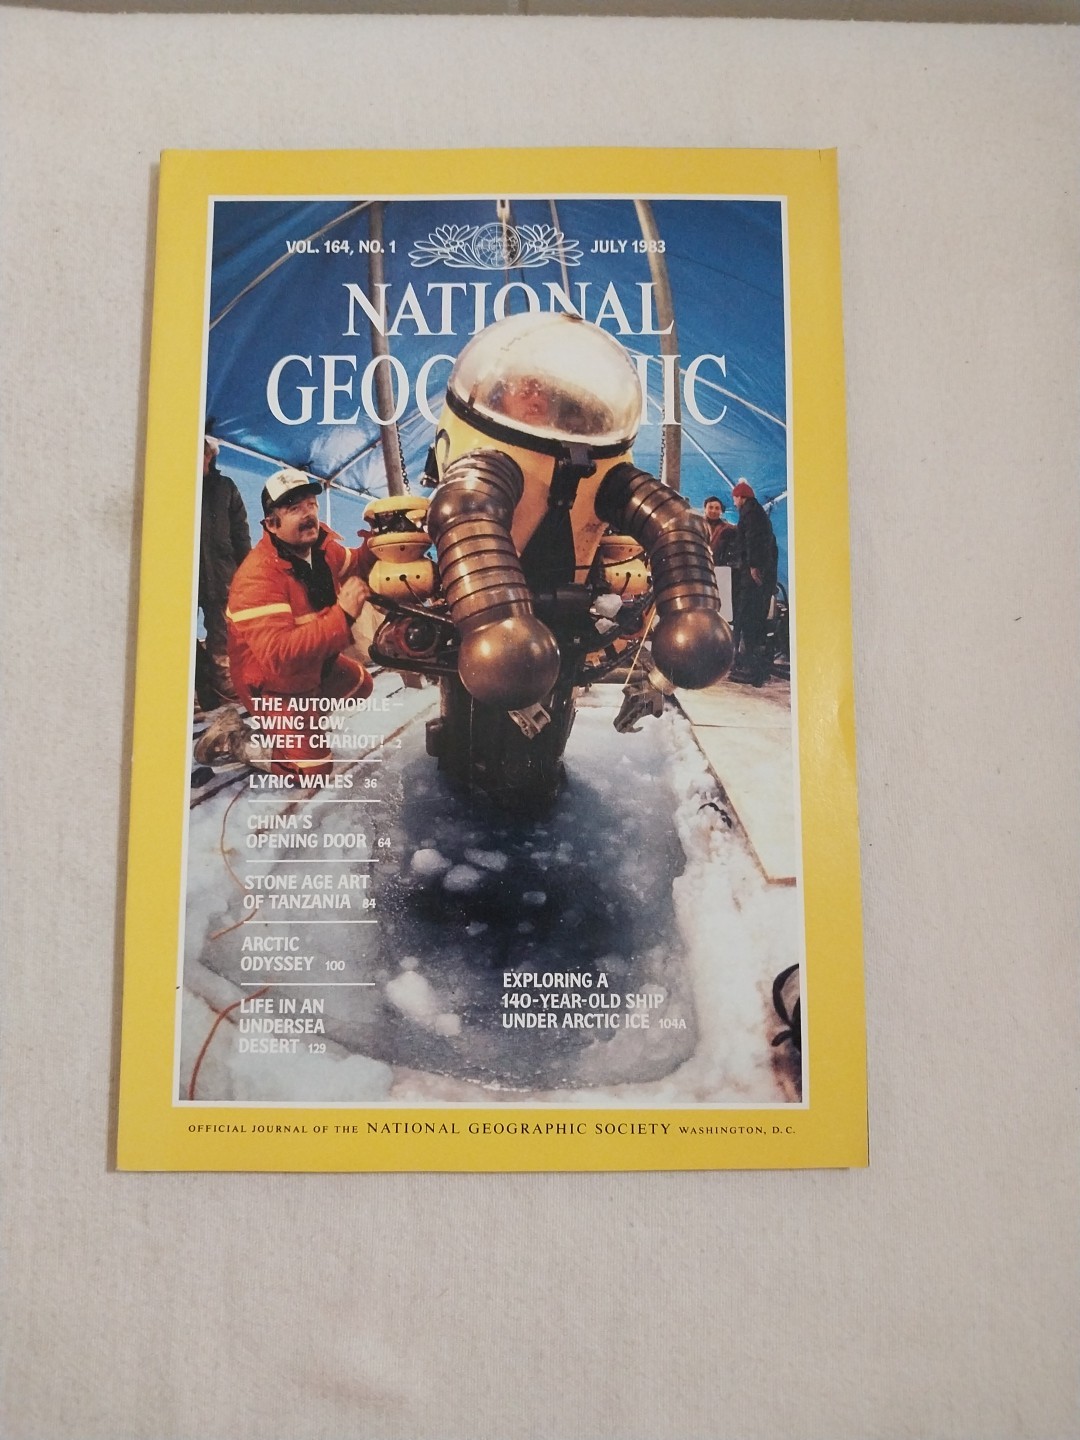 VOL. 164, NO. 1
JULY 1983
NATIONAL
GEOGRAPHIC
THE AUTOMOBILE—
SWING LOW,
SWEET CHARIOT! 2
LYRIC WALES 36
CHINA'S
OPENING DOOR 64
STONE AGE ART
OF TANZANIA 84
ARCTIC
ODYSSEY 100
LIFE IN AN
UNDERSEA
DESERT 129
EXPLORING A
140-YEAR-OLD SHIP
UNDER ARCTIC ICE 104A
OFFICIAL JOURNAL OF THE NATIONAL GEOGRAPHIC SOCIETY WASHINGTON, D.C.